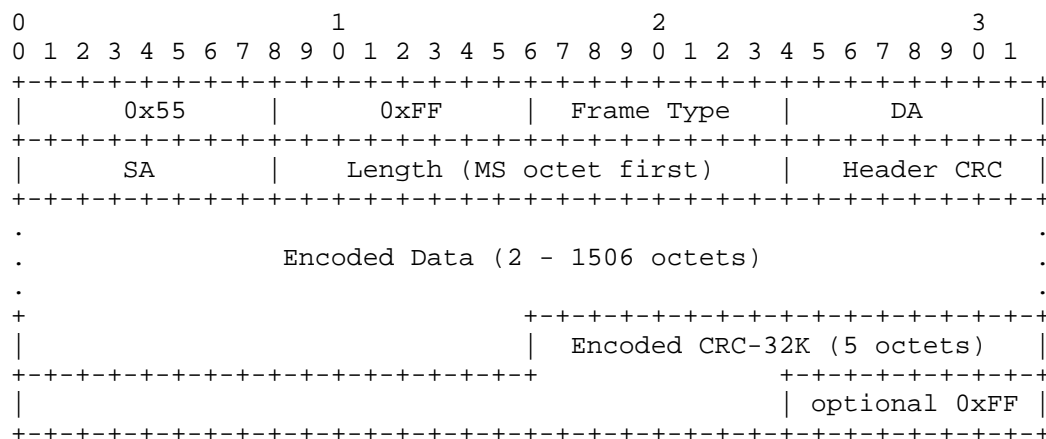 0                   1                   2                   3
0 1 2 3 4 5 6 7 8 9 0 1 2 3 4 5 6 7 8 9 0 1 2 3 4 5 6 7 8 9 0 1
+-+-+-+-+-+-+-+-+-+-+-+-+-+-+-+-+-+-+-+-+-+-+-+-+-+-+-+-+-+-+-+-+
|      0x55     |      0xFF     |  Frame Type   |      DA       |
+-+-+-+-+-+-+-+-+-+-+-+-+-+-+-+-+-+-+-+-+-+-+-+-+-+-+-+-+-+-+-+-+
|      SA       |    Length (MS octet first)    |   Header CRC  |
+-+-+-+-+-+-+-+-+-+-+-+-+-+-+-+-+-+-+-+-+-+-+-+-+-+-+-+-+-+-+-+-+
.                                                               .
.                Encoded Data (2 - 1506 octets)                 .
.                                                               .
+                               +-+-+-+-+-+-+-+-+-+-+-+-+-+-+-+-+
|                               |  Encoded CRC-32K (5 octets)   |
+-+-+-+-+-+-+-+-+-+-+-+-+-+-+-+-+               +-+-+-+-+-+-+-+-+
|                                               | optional 0xFF |
+-+-+-+-+-+-+-+-+-+-+-+-+-+-+-+-+-+-+-+-+-+-+-+-+-+-+-+-+-+-+-+-+